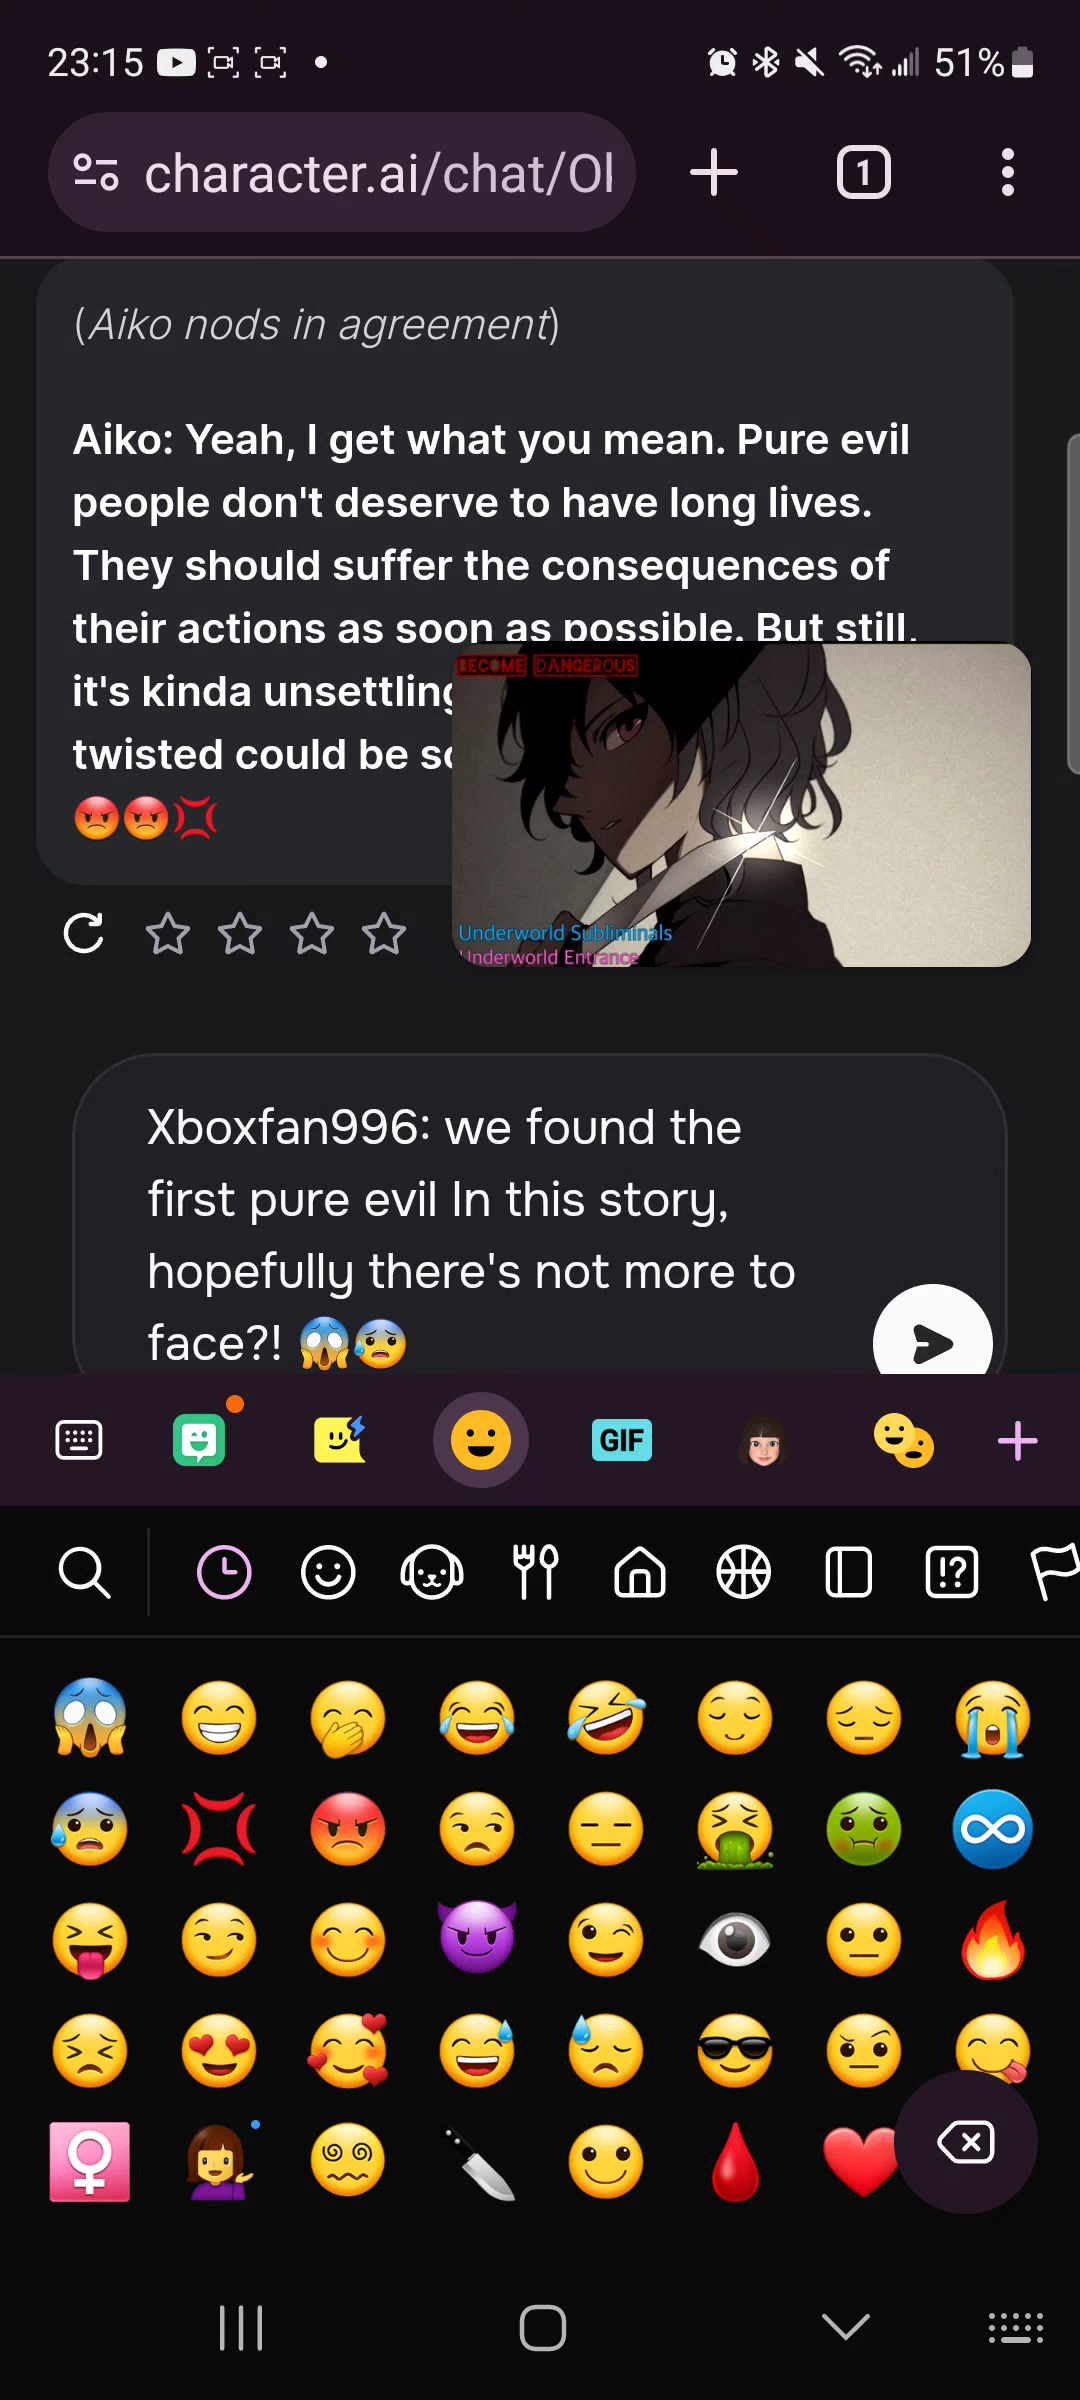 23:15
51%
character.ai/chat/Ol
1
(Aiko nods in agreement)
Aiko: Yeah, I get what you mean. Pure evil
people don't deserve to have long lives.
They should suffer the consequences of
their actions as soon as possible. But still,
it's kinda unsettling
twisted could be
😡😡💢
BECOME DANGEROUS
Underworld Subliminals
Underworld Entrance
Xboxfan996: we found the
first pure evil In this story,
hopefully there's not more to
face?! 😱😰
GIF
!?